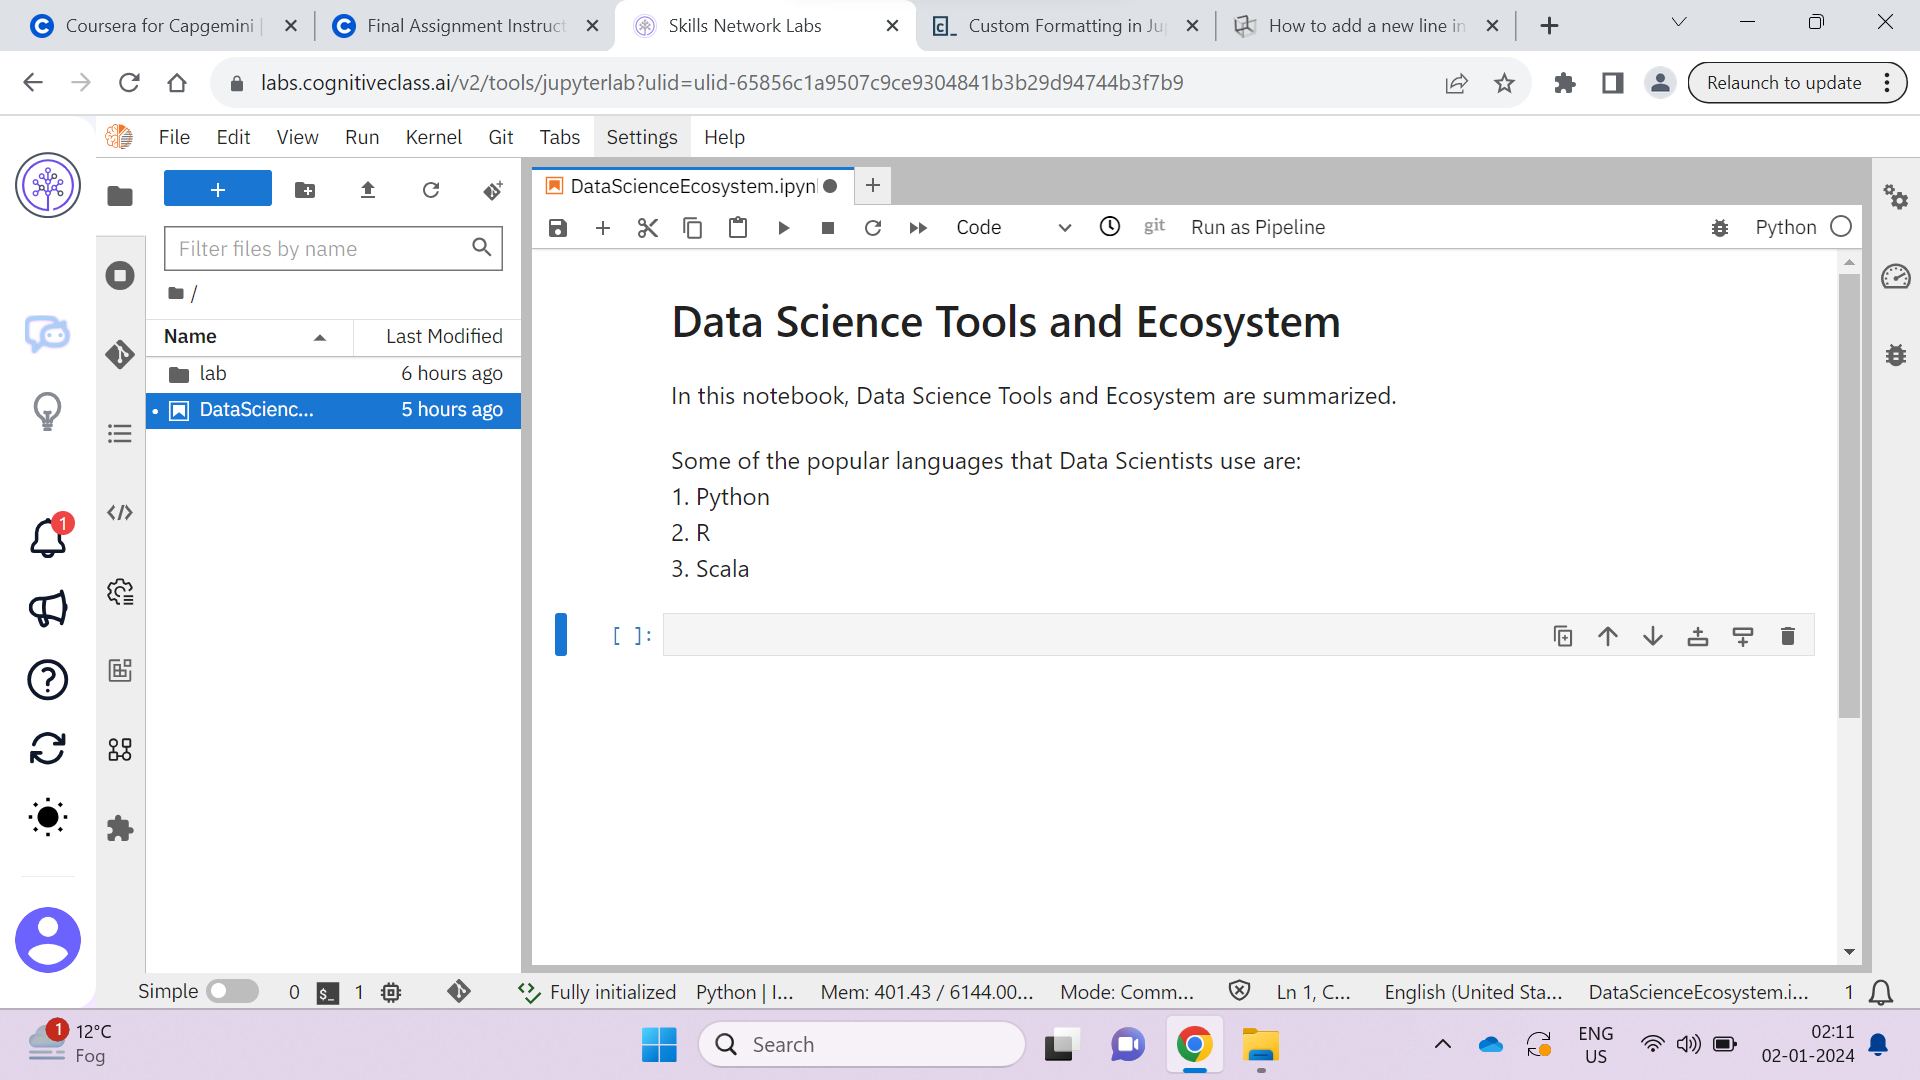 Coursera for Capgemini |
Final Assignment Instruct
Skills Network Labs
Custom Formatting in Ju
How to add a new line in
labs.cognitiveclass.ai/v2/tools/jupyterlab?ulid=ulid-65856c1a9507c9ce9304841b3b29d94744b3f7b9
Relaunch to update
File Edit View Run Kernel Git Tabs Settings Help
DataScienceEcosystem.ipyn
Code
git
Run as Pipeline
Python
Filter files by name
/
Name
Last Modified
lab
6 hours ago
DataScienc...
5 hours ago
Data Science Tools and Ecosystem
In this notebook, Data Science Tools and Ecosystem are summarized.
Some of the popular languages that Data Scientists use are:
1. Python
2. R
3. Scala
[ ]:
1
Simple
0
$_
1
Fully initialized
Python | I...
Mem: 401.43 / 6144.00...
Mode: Comm...
Ln 1, C...
English (United Sta...
DataScienceEcosystem.i...
1
1
12°C
Fog
Search
ENG
US
02:11
02-01-2024